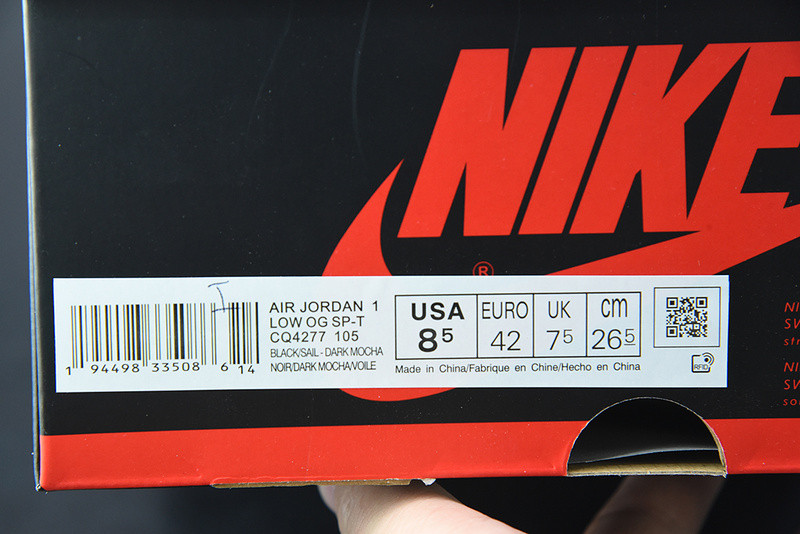 NIKE
®
AIR JORDAN 1
LOW OG SP-T
CQ4277 105
BLACK/SAIL - DARK MOCHA
NOIR/DARK MOCHA/VOILE
1 94498 33508 6 14
USA EURO UK cm
8⁵ 42 7⁵ 26⁵
Made in China/Fabrique en Chine/Hecho en China
RFID